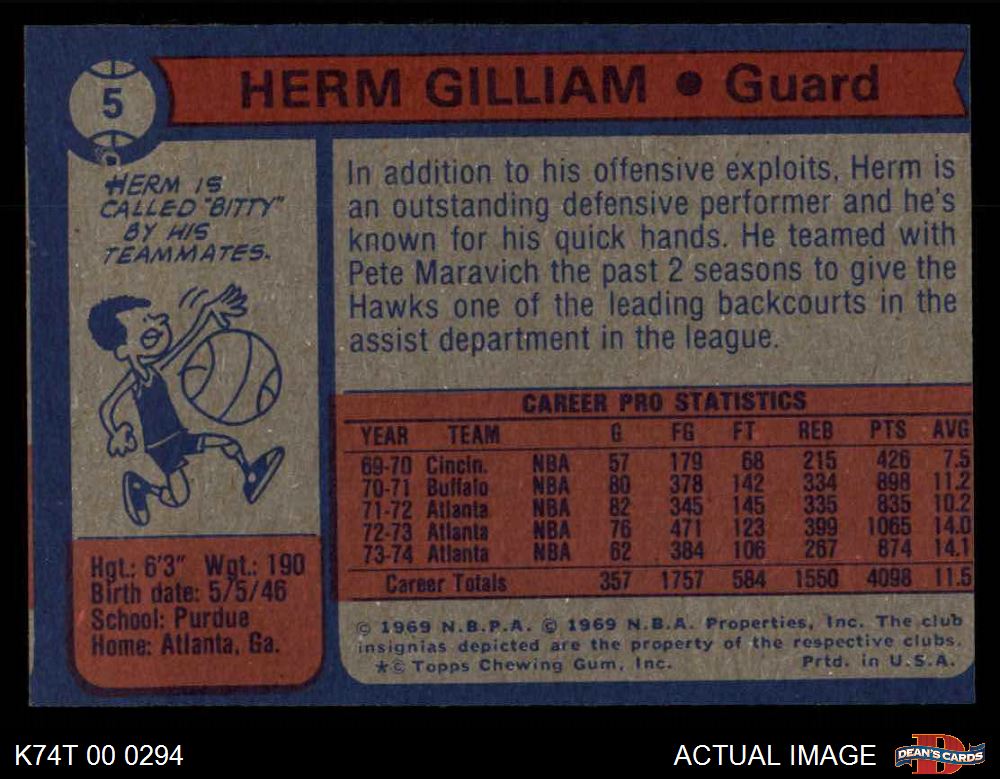 5
HERM GILLIAM ● Guard
HERM IS
CALLED "BITTY"
BY HIS
TEAMMATES.
In addition to his offensive exploits, Herm is
an outstanding defensive performer and he's
known for his quick hands. He teamed with
Pete Maravich the past 2 seasons to give the
Hawks one of the leading backcourts in the
assist department in the league.
CAREER PRO STATISTICS
YEAR TEAM G FG FT REB PTS AVG
69-70 Cincin. NBA 57 179 68 215 426 7.5
70-71 Buffalo NBA 80 378 142 334 898 11.2
71-72 Atlanta NBA 82 345 145 335 835 10.2
72-73 Atlanta NBA 76 471 123 399 1065 14.0
73-74 Atlanta NBA 62 384 106 267 874 14.1
Career Totals 357 1757 584 1550 4098 11.5
Hgt.: 6'3" Wgt.: 190
Birth date: 5/5/46
School: Purdue
Home: Atlanta, Ga.
© 1969 N.B.P.A. © 1969 N.B.A. Properties, Inc. The club
insignias depicted are the property of the respective clubs.
*© Topps Chewing Gum, Inc. Prtd. in U.S.A.
K74T 00 0294
ACTUAL IMAGE
DEAN'S CARDS